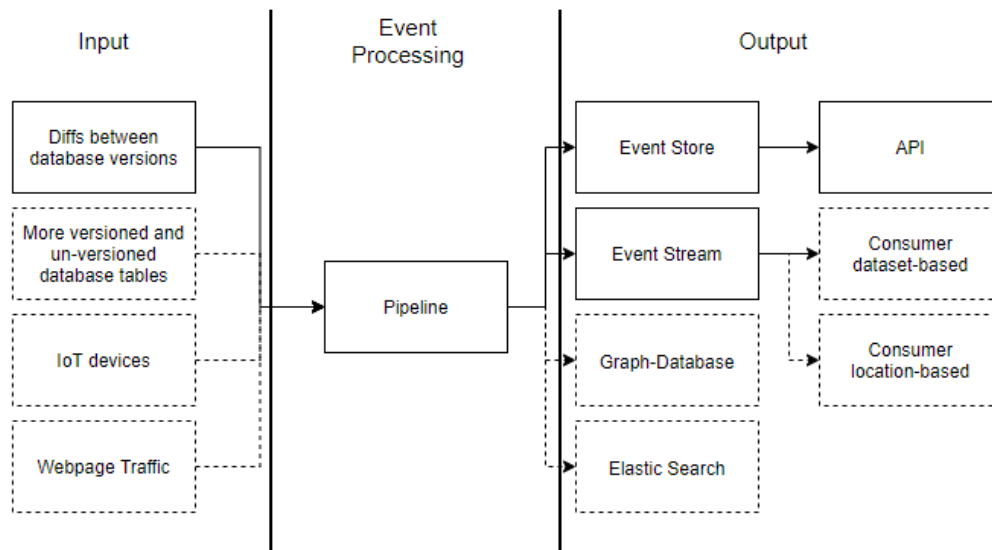 Input
Event
Processing
Output
Diffs between
database versions
Event Store
API
More versioned and
un-versioned
database tables
Event Stream
Consumer
dataset-based
Pipeline
IoT devices
Graph-Database
Consumer
location-based
Webpage Traffic
Elastic Search